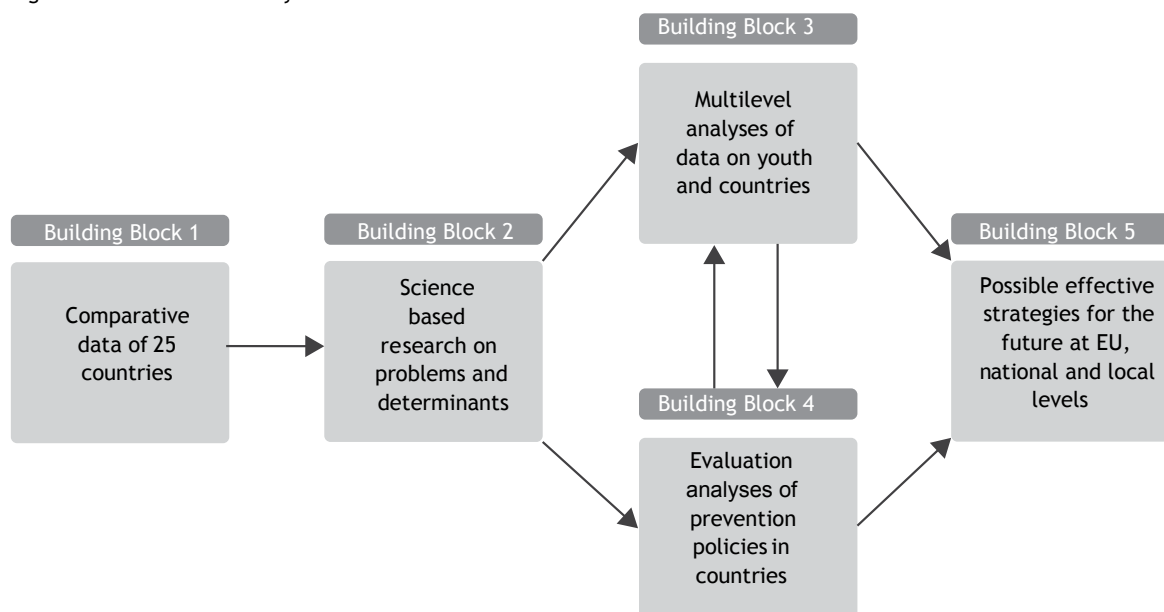 Building Block 1
Comparative
data of 25
countries
Building Block 2
Science
based
research on
problems and
determinants
Building Block 3
Multilevel
analyses of
data on youth
and countries
Building Block 4
Evaluation
analyses of
prevention
policies in
countries
Building Block 5
Possible effective
strategies for the
future at EU,
national and local
levels